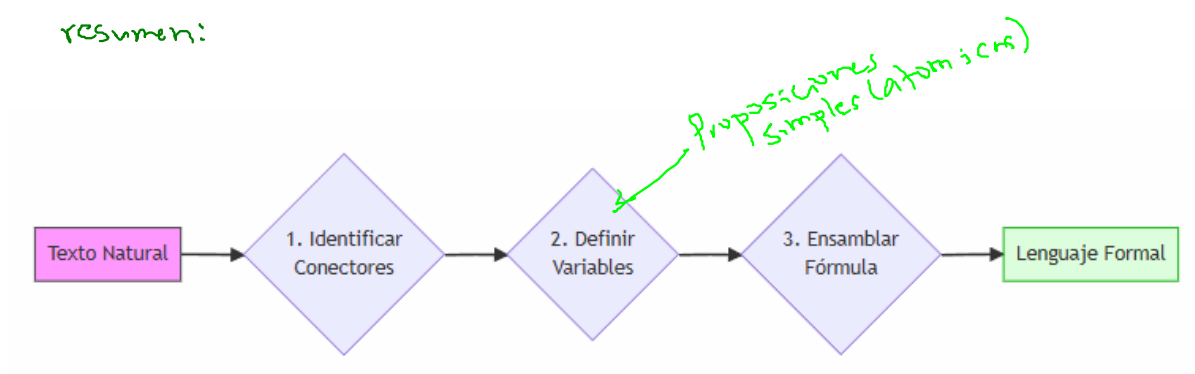 resumen:
Proposiciones
simples (atomicas)
Texto Natural
1. Identificar
Conectores
2. Definir
Variables
3. Ensamblar
Fórmula
Lenguaje Formal